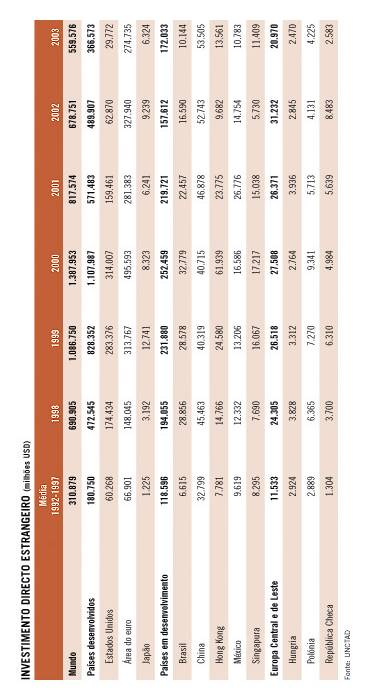 INVESTIMENTO DIRECTO ESTRANGEIRO (milhões USD)
Média 1992-1997 1998 1999 2000 2001 2002 2003
Mundo 310.879 690.905 1.086.750 1.387.953 817.574 678.751 559.576
Países desenvolvidos 180.750 472.545 828.352 1.107.987 571.483 489.907 366.573
Estados Unidos 60.268 174.434 283.376 314.007 159.461 62.870 29.772
Área do euro 66.901 148.045 313.767 495.593 281.383 327.940 274.735
Japão 1.225 3.192 12.741 8.323 6.241 9.239 6.324
Países em desenvolvimento 118.596 194.055 231.880 252.459 219.721 157.612 172.033
Brasil 6.615 28.856 28.578 32.779 22.457 16.590 10.144
China 32.799 45.463 40.319 40.715 46.878 52.743 53.505
Hong Kong 7.781 14.766 24.580 61.939 23.775 9.682 13.561
México 9.619 12.332 13.206 16.586 26.776 14.754 10.783
Singapura 8.295 7.690 16.067 17.217 15.038 5.730 11.409
Europa Central e de Leste 11.533 24.305 26.518 27.508 26.371 31.232 20.970
Hungria 2.924 3.828 3.312 2.764 3.936 2.845 2.470
Polónia 2.889 6.365 7.270 9.341 5.713 4.131 4.225
República Checa 1.304 3.700 6.310 4.984 5.639 8.483 2.583
Fonte: UNCTAD